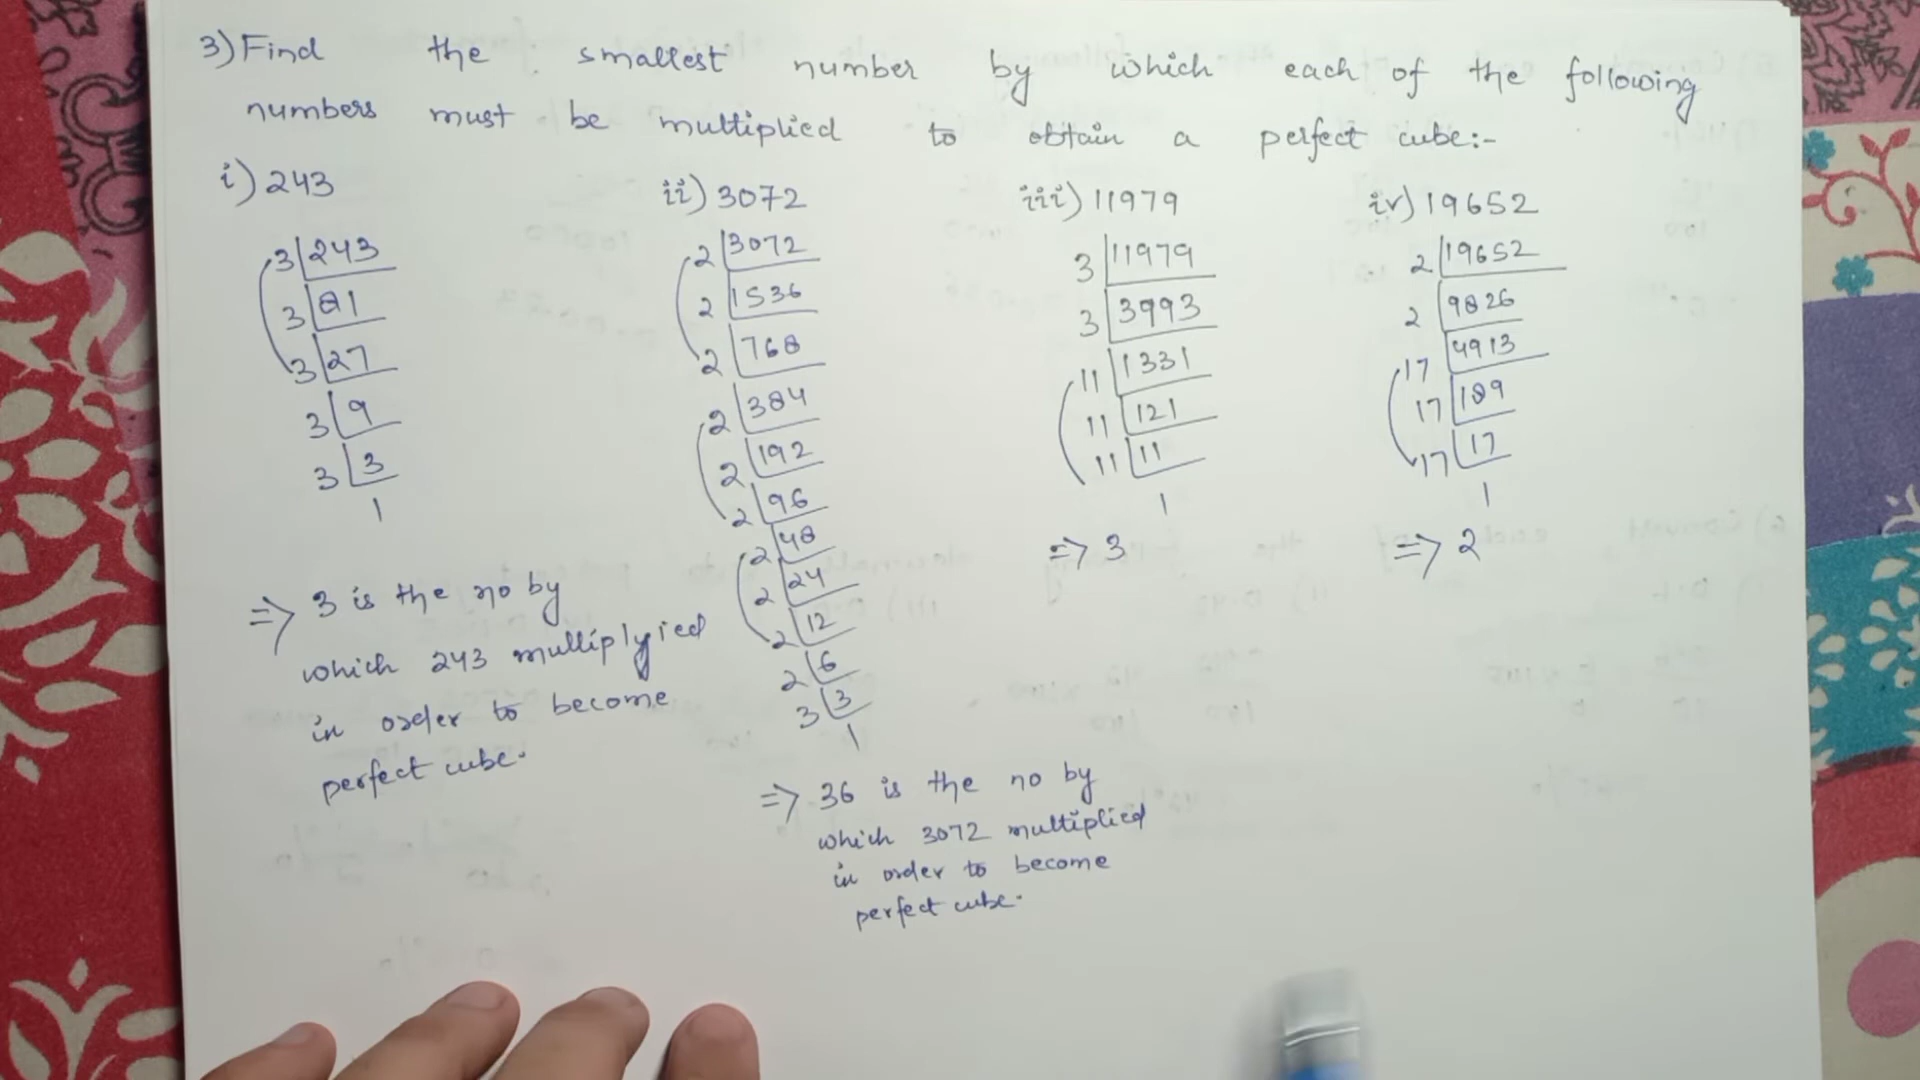 3) Find the smallest number by which each of the following
numbers must be multiplied to obtain a perfect cube:-
i) 243
3 243
3 81
3 27
3 9
3 3
1
=> 3 is the no by
which 243 multiplyied
in order to become
perfect cube.
ii) 3072
2 3072
2 1536
2 768
2 384
2 192
2 96
2 48
2 24
2 12
2 6
3 3
1
=> 36 is the no by
which 3072 multiplied
in order to become
perfect cube.
iii) 11979
3 11979
3 3993
11 1331
11 121
11 11
1
=> 3
iv) 19652
2 19652
2 9826
17 4913
17 189
17 17
1
=> 2